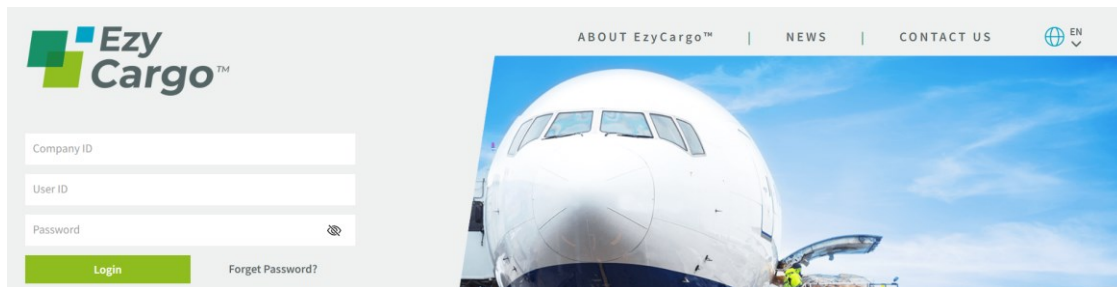 Ezy
Cargo™
ABOUT EzyCargo™ | NEWS | CONTACT US
EN
Company ID
User ID
Password
Login
Forget Password?